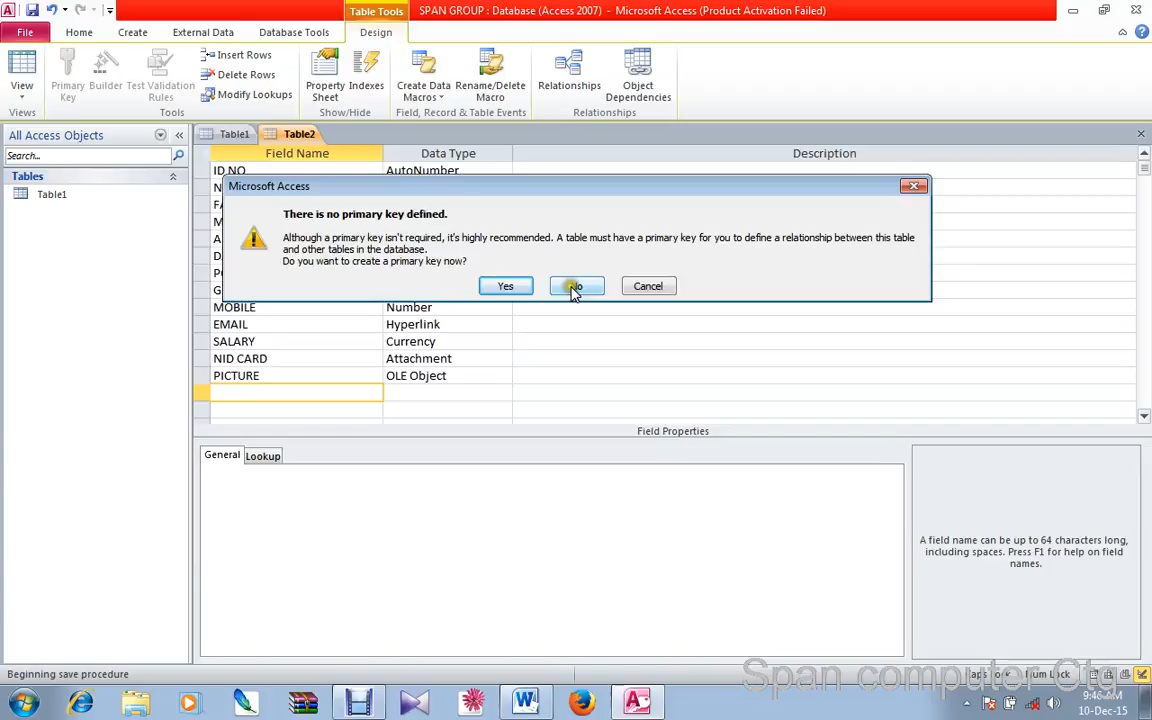 Table Tools
SPAN GROUP : Database (Access 2007) - Microsoft Access (Product Activation Failed)
File
Home
Create
External Data
Database Tools
Design
View
Primary Key
Builder
Test Validation Rules
Insert Rows
Delete Rows
Modify Lookups
Property Sheet
Indexes
Create Data Macros
Rename/Delete Macro
Relationships
Object Dependencies
Views
Tools
Show/Hide
Field, Record & Table Events
Relationships
All Access Objects
Search...
Tables
Table1
Table1
Table2
Field Name
Data Type
Description
ID NO
AutoNumber
Microsoft Access
There is no primary key defined.
Although a primary key isn't required, it's highly recommended. A table must have a primary key for you to define a relationship between this table
and other tables in the database.
Do you want to create a primary key now?
Yes
Cancel
MOBILE
Number
EMAIL
Hyperlink
SALARY
Currency
NID CARD
Attachment
PICTURE
OLE Object
Field Properties
General
Lookup
A field name can be up to 64 characters long,
including spaces. Press F1 for help on field
names.
Beginning save procedure
Num Lock
Span computer Ctg
9:46 AM
10-Dec-15